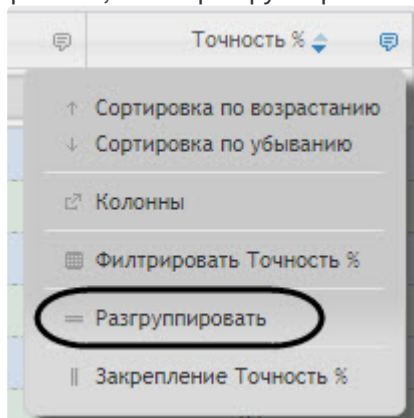 Точность %
Сортировка по возрастанию
Сортировка по убыванию
Колонны
Филтрировать Точность %
Разгруппировать
Закрепление Точность %